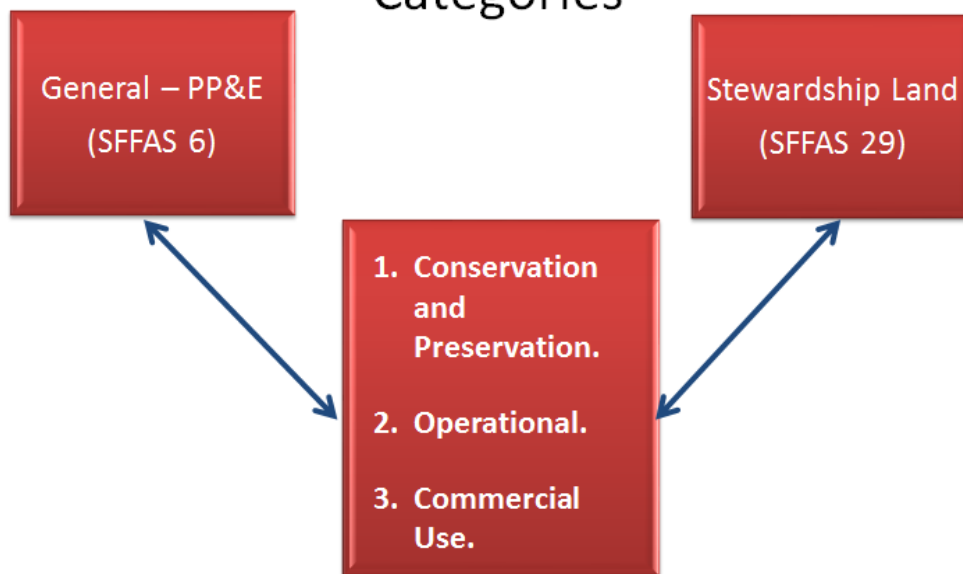 Categories
General – PP&E
(SFFAS 6)
Stewardship Land
(SFFAS 29)
1. Conservation
and
Preservation.
2. Operational.
3. Commercial
Use.